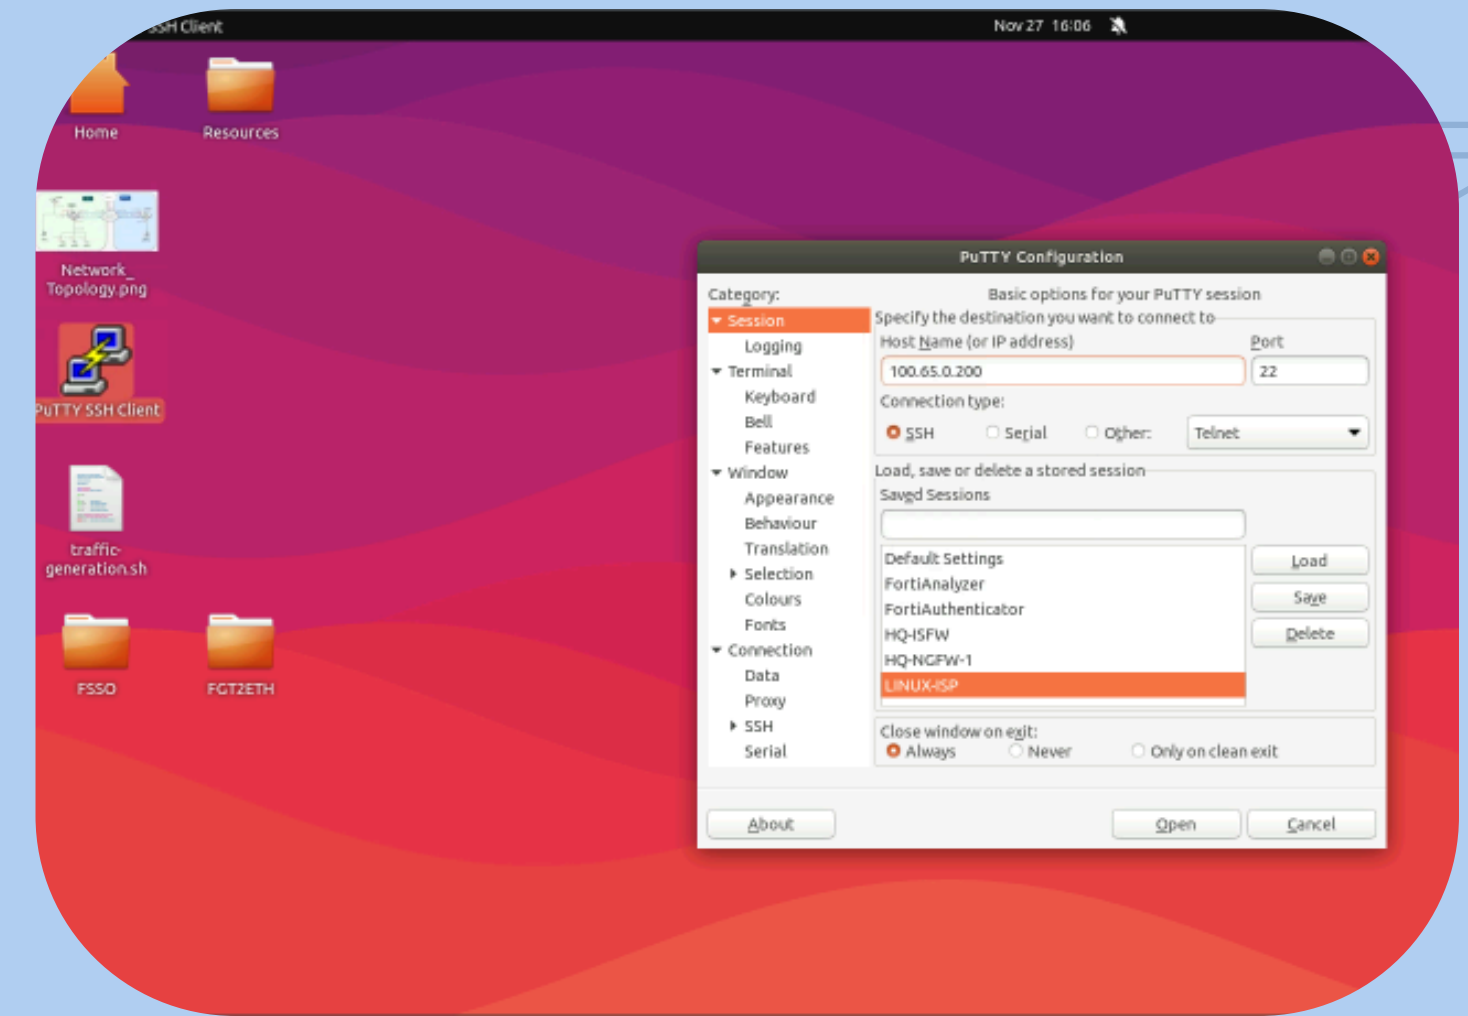 SSH Client
Nov 27 16:06
Home
Resources
Network_
Topology.png
PuTTY SSH Client
traffic-
generation.sh
FSSO
FGT2ETH
PuTTY Configuration
Category:
Session
Logging
Terminal
Keyboard
Bell
Features
Window
Appearance
Behaviour
Translation
Selection
Colours
Fonts
Connection
Data
Proxy
SSH
Serial
Basic options for your PuTTY session
Specify the destination you want to connect to
Host Name (or IP address)
Port
100.65.0.200
22
Connection type:
SSH
Serial
Other:
Telnet
Load, save or delete a stored session
Saved Sessions
Default Settings
FortiAnalyzer
FortiAuthenticator
HQ-ISFW
HQ-NGFW-1
LINUX-ISP
Load
Save
Delete
Close window on exit:
Always
Never
Only on clean exit
About
Open
Cancel